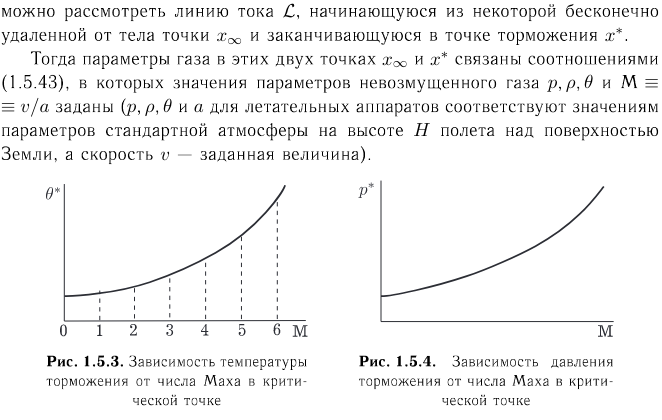 можно рассмотреть линию тока ℒ, начинающуюся из некоторой бесконечно
удаленной от тела точки x∞ и заканчивающуюся в точке торможения x*.
Тогда параметры газа в этих двух точках x∞ и x* связаны соотношениями
(1.5.43), в которых значения параметров невозмущенного газа p, ρ, θ и M ≡
≡ v/a заданы (p, ρ, θ и a для летательных аппаратов соответствуют значениям
параметров стандартной атмосферы на высоте H полета над поверхностью
Земли, а скорость v — заданная величина).
θ*
0 1 2 3 4 5 6 M
Рис. 1.5.3. Зависимость температуры
торможения от числа Маха в крити-
ческой точке
p*
M
Рис. 1.5.4. Зависимость давления
торможения от числа Маха в крити-
ческой точке